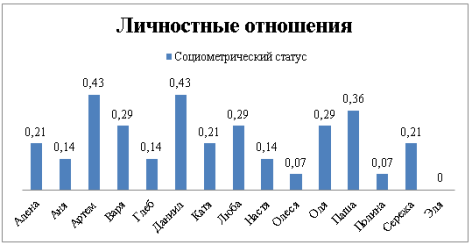 Личностные отношения
Социометрический статус
0,21
0,14
0,43
0,29
0,14
0,43
0,21
0,29
0,14
0,07
0,29
0,36
0,07
0,21
0
Алена
Аня
Артем
Варя
Глеб
Даниил
Катя
Люба
Настя
Олеся
Оля
Паша
Полина
Сережа
Эля